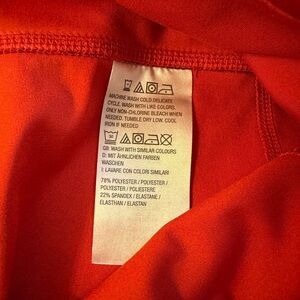 MACHINE WASH COLD DELICATE
CYCLE. WASH WITH LIKE COLORS.
ONLY NON-CHLORINE BLEACH WHEN
NEEDED. TUMBLE DRY LOW. COOL
IRON IF NEEDED
30
GB: WASH WITH SIMILAR COLOURS
D: MIT ÄHNLICHEN FARBEN
WASCHEN
I: LAVARE CON COLORI SIMILARI
78% POLYESTER / POLYESTER /
POLYESTER / POLIESTERE
22% SPANDEX / ELASTANE /
ELASTHAN / ELASTAN